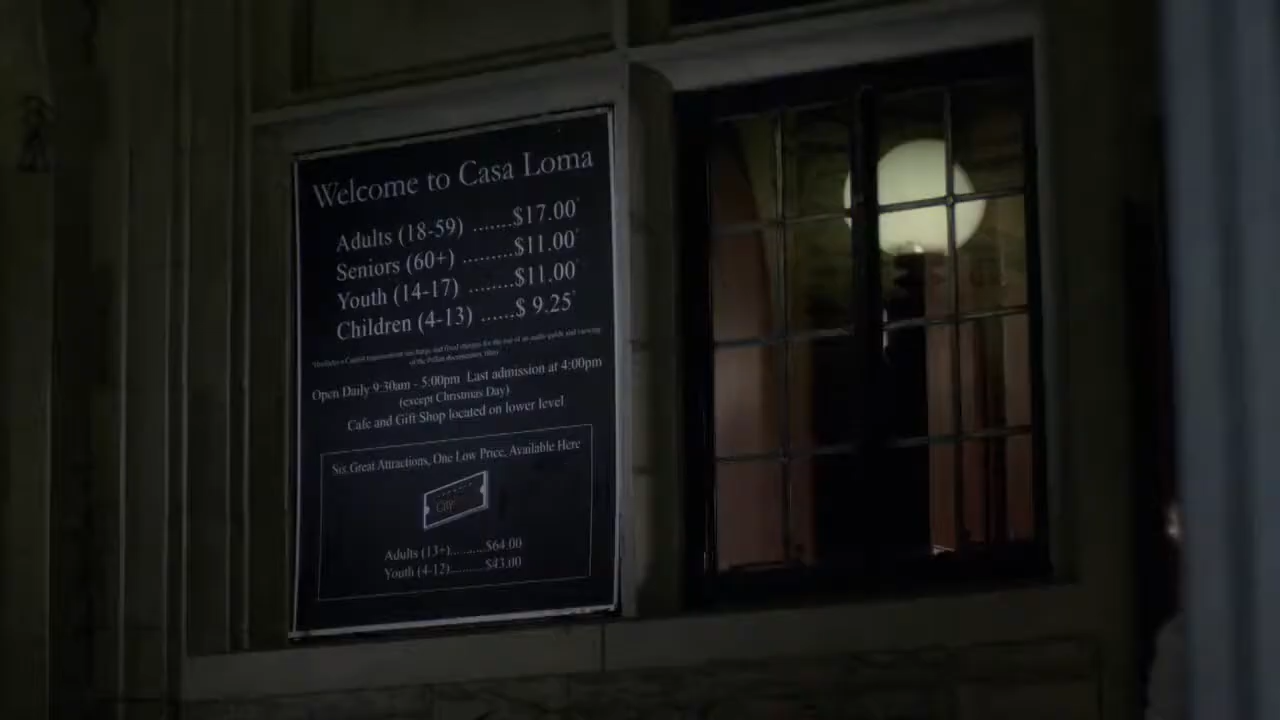 Welcome to Casa Loma
Adults (18-59) .......$17.00*
Seniors (60+) .........$11.00*
Youth (14-17) ........$11.00*
Children (4-13) ......$ 9.25*
Open Daily 9:30am - 5:00pm Last admission at 4:00pm
(except Christmas Day)
Cafe and Gift Shop located on lower level
Six Great Attractions, One Low Price, Available Here
City
Adults (13+)..........$64.00
Youth (4-12)..........$43.00